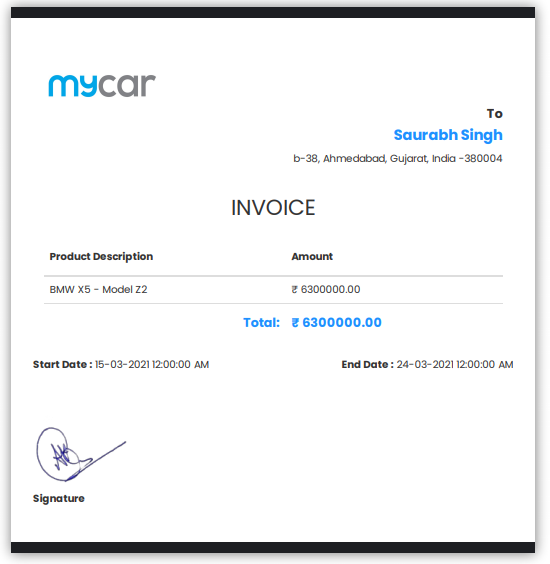 mycar
To
Saurabh Singh
b-38, Ahmedabad, Gujarat, India -380004
INVOICE
Product Description Amount
BMW X5 - Model Z2 ₹ 6300000.00
Total: ₹ 6300000.00
Start Date : 15-03-2021 12:00:00 AM End Date : 24-03-2021 12:00:00 AM
Signature